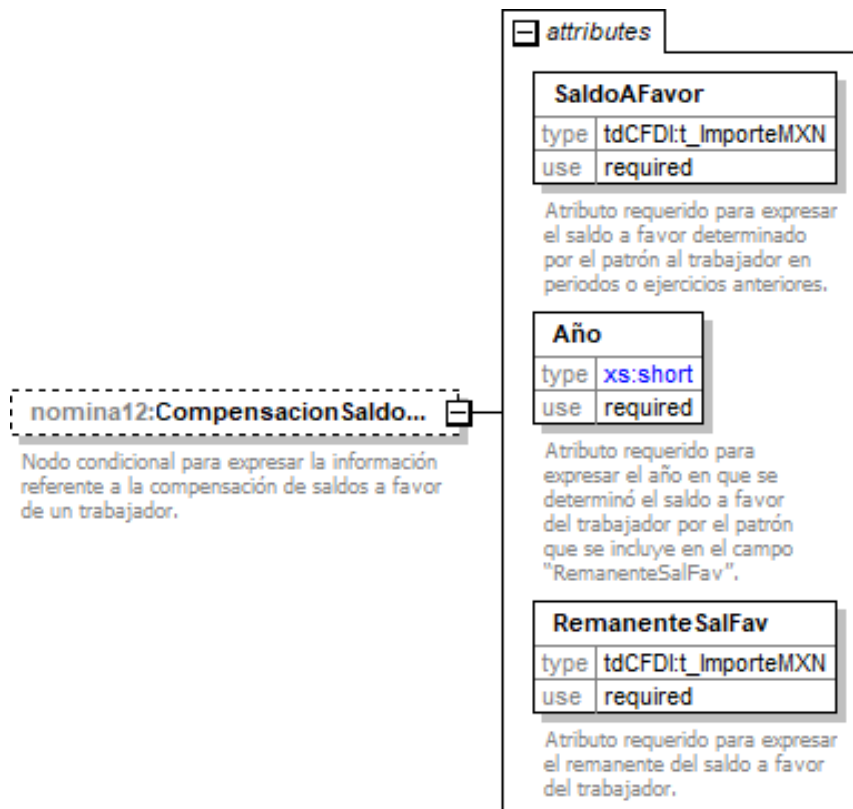 attributes
SaldoAFavor
type tdCFDI:t_ImporteMXN
use required
Atributo requerido para expresar
el saldo a favor determinado
por el patrón al trabajador en
periodos o ejercicios anteriores.
Año
type xs:short
use required
Atributo requerido para
expresar el año en que se
determinó el saldo a favor
del trabajador por el patrón
que se incluye en el campo
“RemanenteSalFav”.
nomina12:CompensacionSaldo...
Nodo condicional para expresar la información
referente a la compensación de saldos a favor
de un trabajador.
RemanenteSalFav
type tdCFDI:t_ImporteMXN
use required
Atributo requerido para expresar
el remanente del saldo a favor
del trabajador.